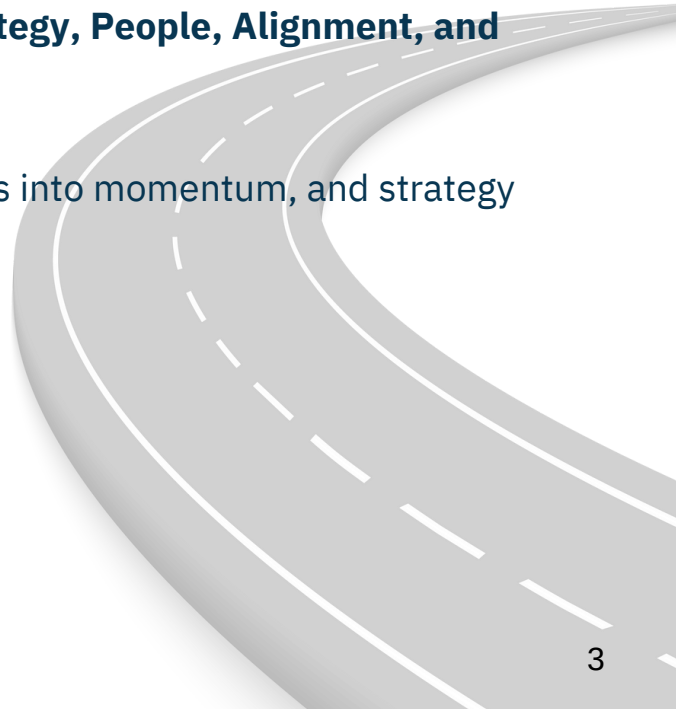 tegy, People, Alignment, and
s into momentum, and strategy
3